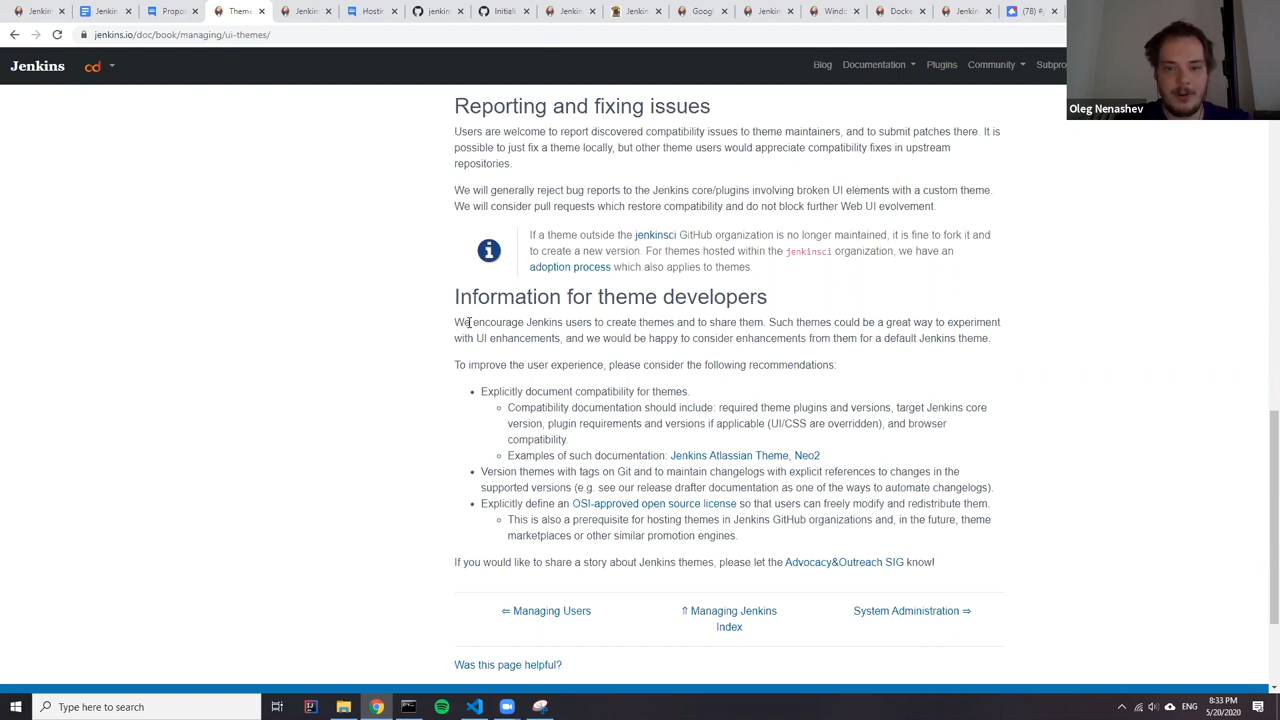 Jenkins
Propo
Theme
Jenkin
Hostin
jenkin
Initiali
Jenkin
Jenkin
Googl
Jenkin
Wind
Docke
Jenkin
(78) #
jenkins.io/doc/book/managing/ui-themes/
Jenkins
cd
Blog
Documentation
Plugins
Community
Subpro
Oleg Nenashev
Reporting and fixing issues
Users are welcome to report discovered compatibility issues to theme maintainers, and to submit patches there. It is
possible to just fix a theme locally, but other theme users would appreciate compatibility fixes in upstream
repositories.
We will generally reject bug reports to the Jenkins core/plugins involving broken UI elements with a custom theme.
We will consider pull requests which restore compatibility and do not block further Web UI evolvement.
If a theme outside the jenkinsci GitHub organization is no longer maintained, it is fine to fork it and
to create a new version. For themes hosted within the jenkinsci organization, we have an
adoption process which also applies to themes.
Information for theme developers
We encourage Jenkins users to create themes and to share them. Such themes could be a great way to experiment
with UI enhancements, and we would be happy to consider enhancements from them for a default Jenkins theme.
To improve the user experience, please consider the following recommendations:
• Explicitly document compatibility for themes.
Compatibility documentation should include: required theme plugins and versions, target Jenkins core
version, plugin requirements and versions if applicable (UI/CSS are overridden), and browser
compatibility.
Examples of such documentation: Jenkins Atlassian Theme, Neo2
• Version themes with tags on Git and to maintain changelogs with explicit references to changes in the
supported versions (e.g. see our release drafter documentation as one of the ways to automate changelogs).
• Explicitly define an OSI-approved open source license so that users can freely modify and redistribute them.
This is also a prerequisite for hosting themes in Jenkins GitHub organizations and, in the future, theme
marketplaces or other similar promotion engines.
If you would like to share a story about Jenkins themes, please let the Advocacy&Outreach SIG know!
⇐ Managing Users
⇑ Managing Jenkins
Index
System Administration ⇒
Was this page helpful?
Type here to search
ENG
8:33 PM
5/20/2020